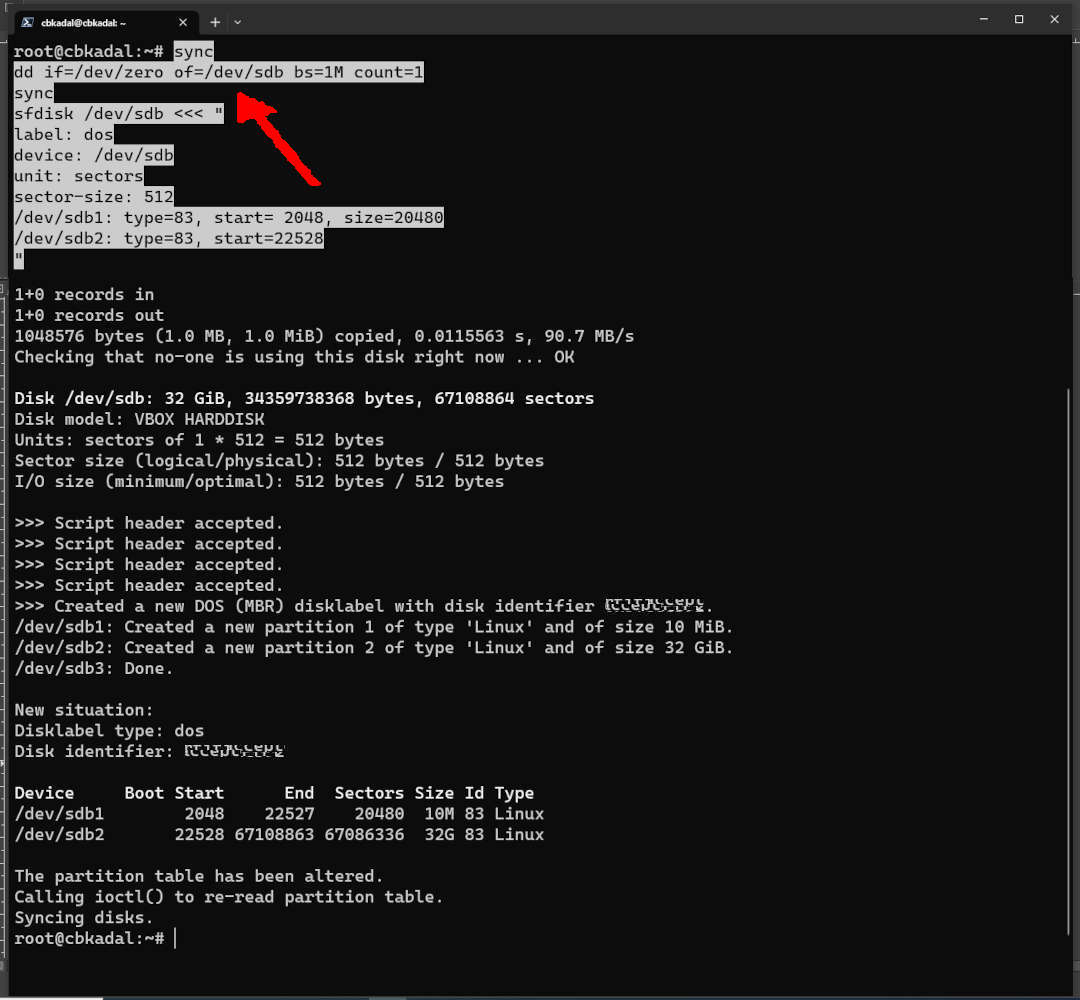 cbkadal@cbkadal: ~
root@cbkadal:~# sync
dd if=/dev/zero of=/dev/sdb bs=1M count=1
sync
sfdisk /dev/sdb <<< "
label: dos
device: /dev/sdb
unit: sectors
sector-size: 512
/dev/sdb1: type=83, start= 2048, size=20480
/dev/sdb2: type=83, start=22528
"
1+0 records in
1+0 records out
1048576 bytes (1.0 MB, 1.0 MiB) copied, 0.0115563 s, 90.7 MB/s
Checking that no-one is using this disk right now ... OK
Disk /dev/sdb: 32 GiB, 34359738368 bytes, 67108864 sectors
Disk model: VBOX HARDDISK
Units: sectors of 1 * 512 = 512 bytes
Sector size (logical/physical): 512 bytes / 512 bytes
I/O size (minimum/optimal): 512 bytes / 512 bytes
>>> Script header accepted.
>>> Script header accepted.
>>> Script header accepted.
>>> Script header accepted.
>>> Created a new DOS (MBR) disklabel with disk identifier .
/dev/sdb1: Created a new partition 1 of type 'Linux' and of size 10 MiB.
/dev/sdb2: Created a new partition 2 of type 'Linux' and of size 32 GiB.
/dev/sdb3: Done.
New situation:
Disklabel type: dos
Disk identifier:
Device Boot Start End Sectors Size Id Type
/dev/sdb1 2048 22527 20480 10M 83 Linux
/dev/sdb2 22528 67108863 67086336 32G 83 Linux
The partition table has been altered.
Calling ioctl() to re-read partition table.
Syncing disks.
root@cbkadal:~#